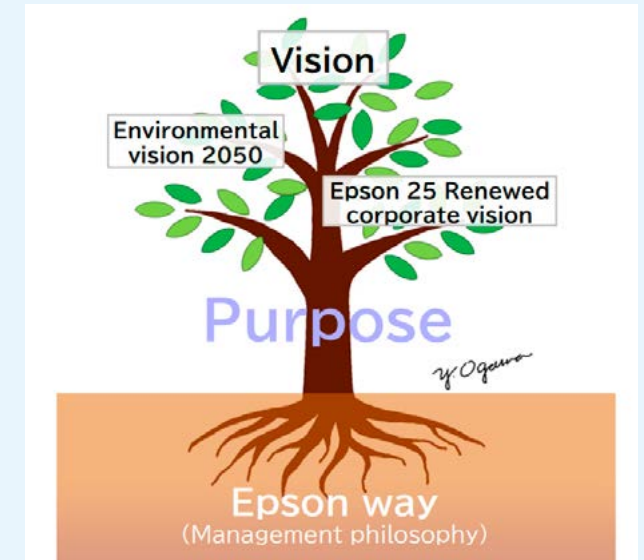 Vision
Environmental
vision 2050
Epson 25 Renewed
corporate vision
Purpose
Y.Ogawa
Epson way
(Management philosophy)